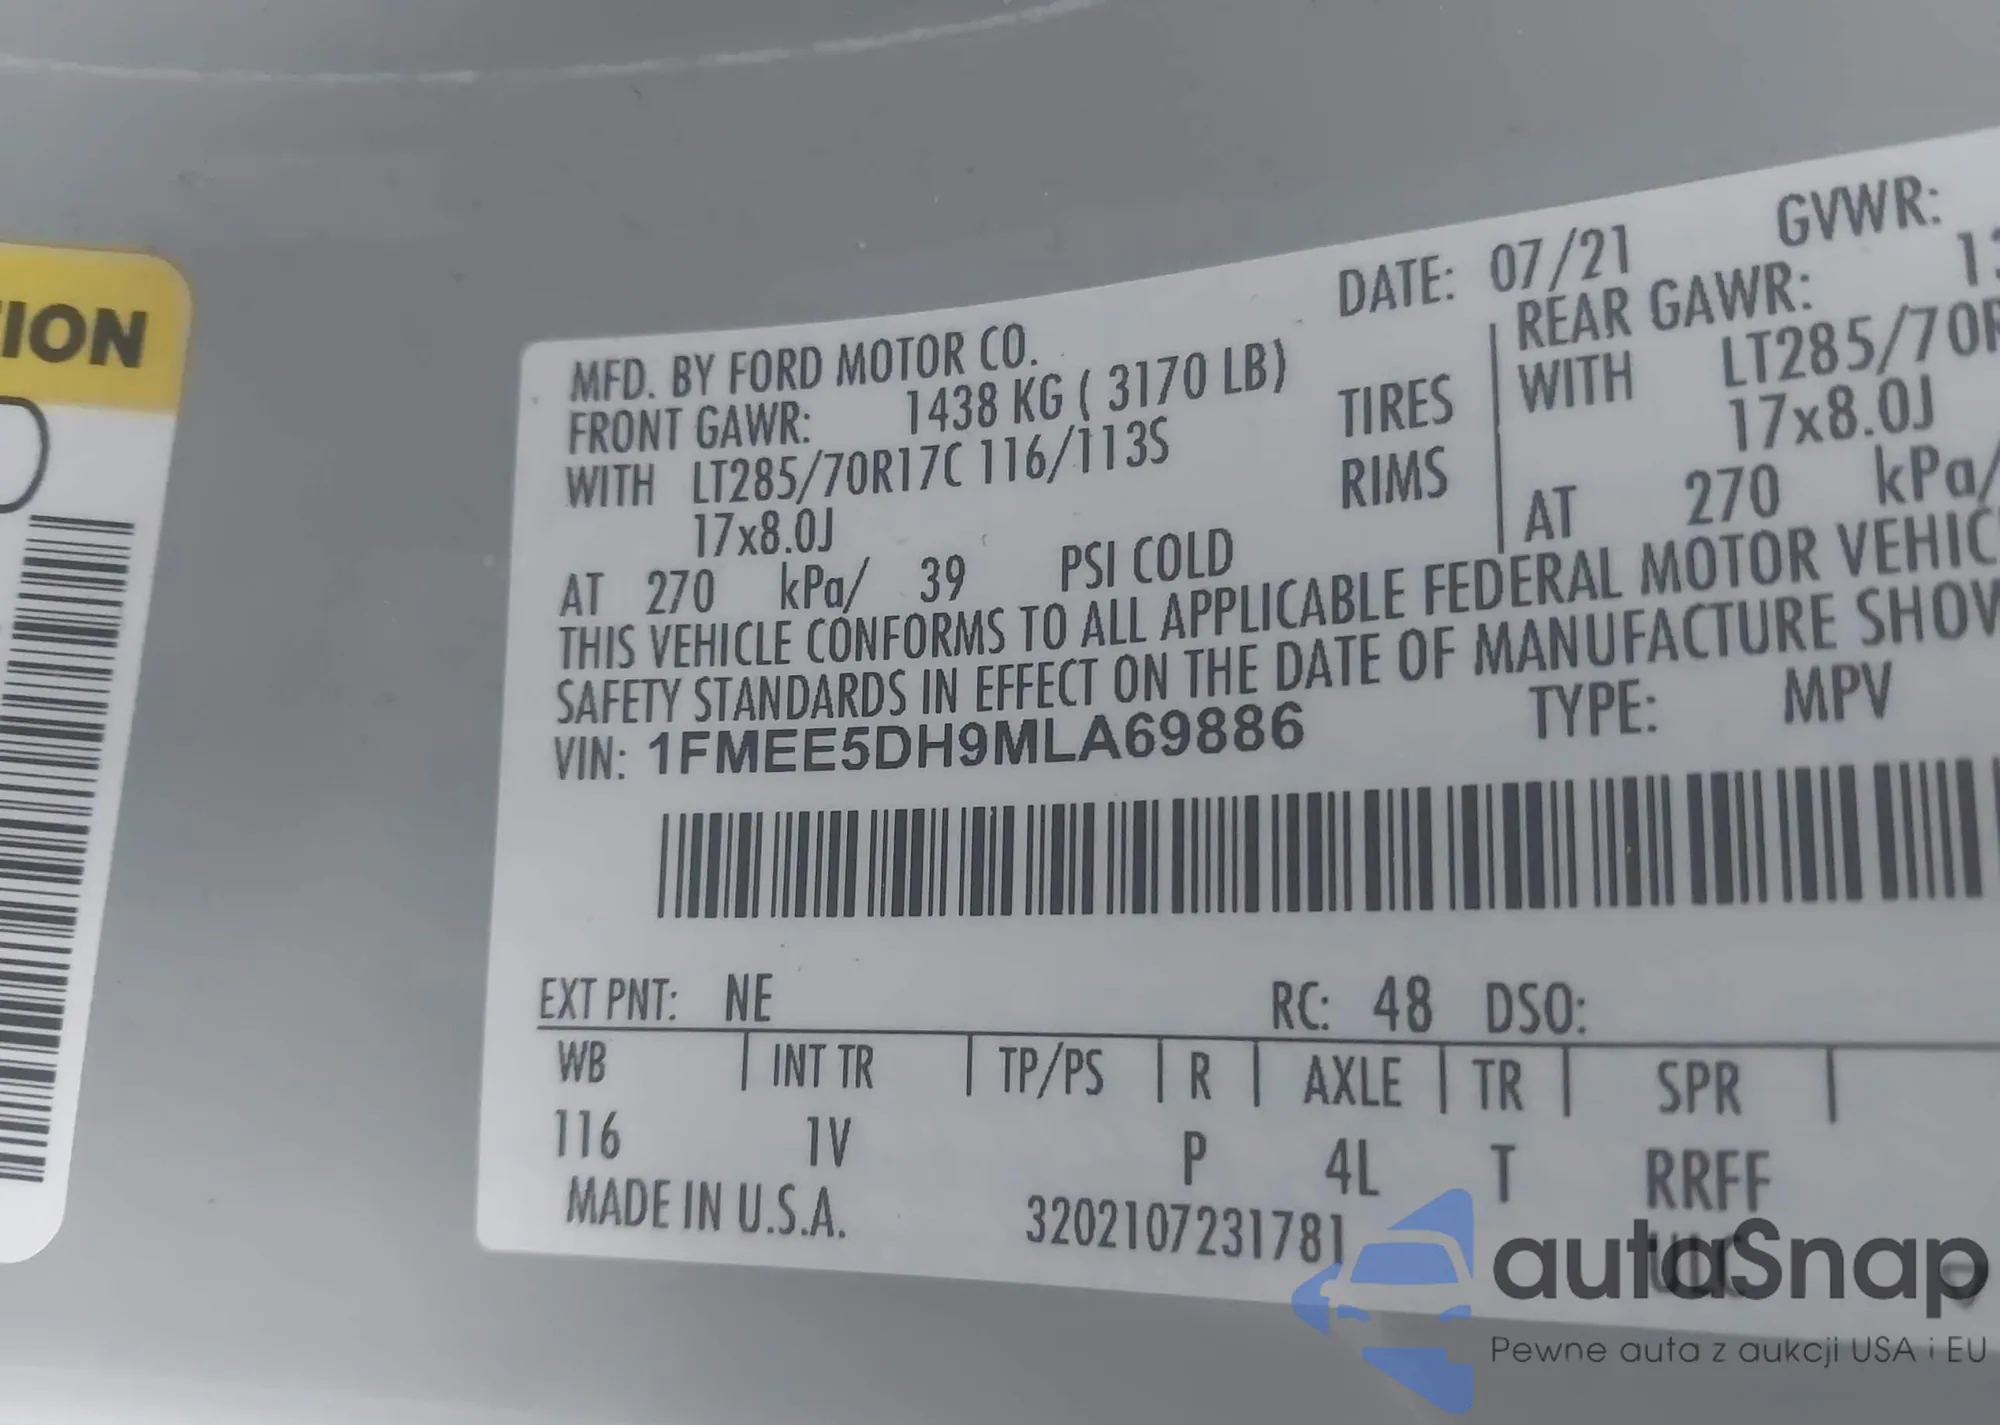 TION
MFD. BY FORD MOTOR CO.
DATE: 07/21
GVWR:
FRONT GAWR: 1438 KG ( 3170 LB)
REAR GAWR:
WITH LT285/70R17C 116/113S
TIRES
WITH LT285/70R
17x8.0J
RIMS
17x8.0J
AT 270 kPa/ 39 PSI COLD
AT 270 kPa/
THIS VEHICLE CONFORMS TO ALL APPLICABLE FEDERAL MOTOR VEHIC
SAFETY STANDARDS IN EFFECT ON THE DATE OF MANUFACTURE SHOW
VIN: 1FMEE5DH9MLA69886
TYPE: MPV
EXT PNT: NE RC: 48 DSO:
WB INT TR TP/PS R AXLE TR SPR
116 1V P 4L T RRFF
MADE IN U.S.A. 3202107231781
autaSnap
Pewne auta z aukcji USA i EU